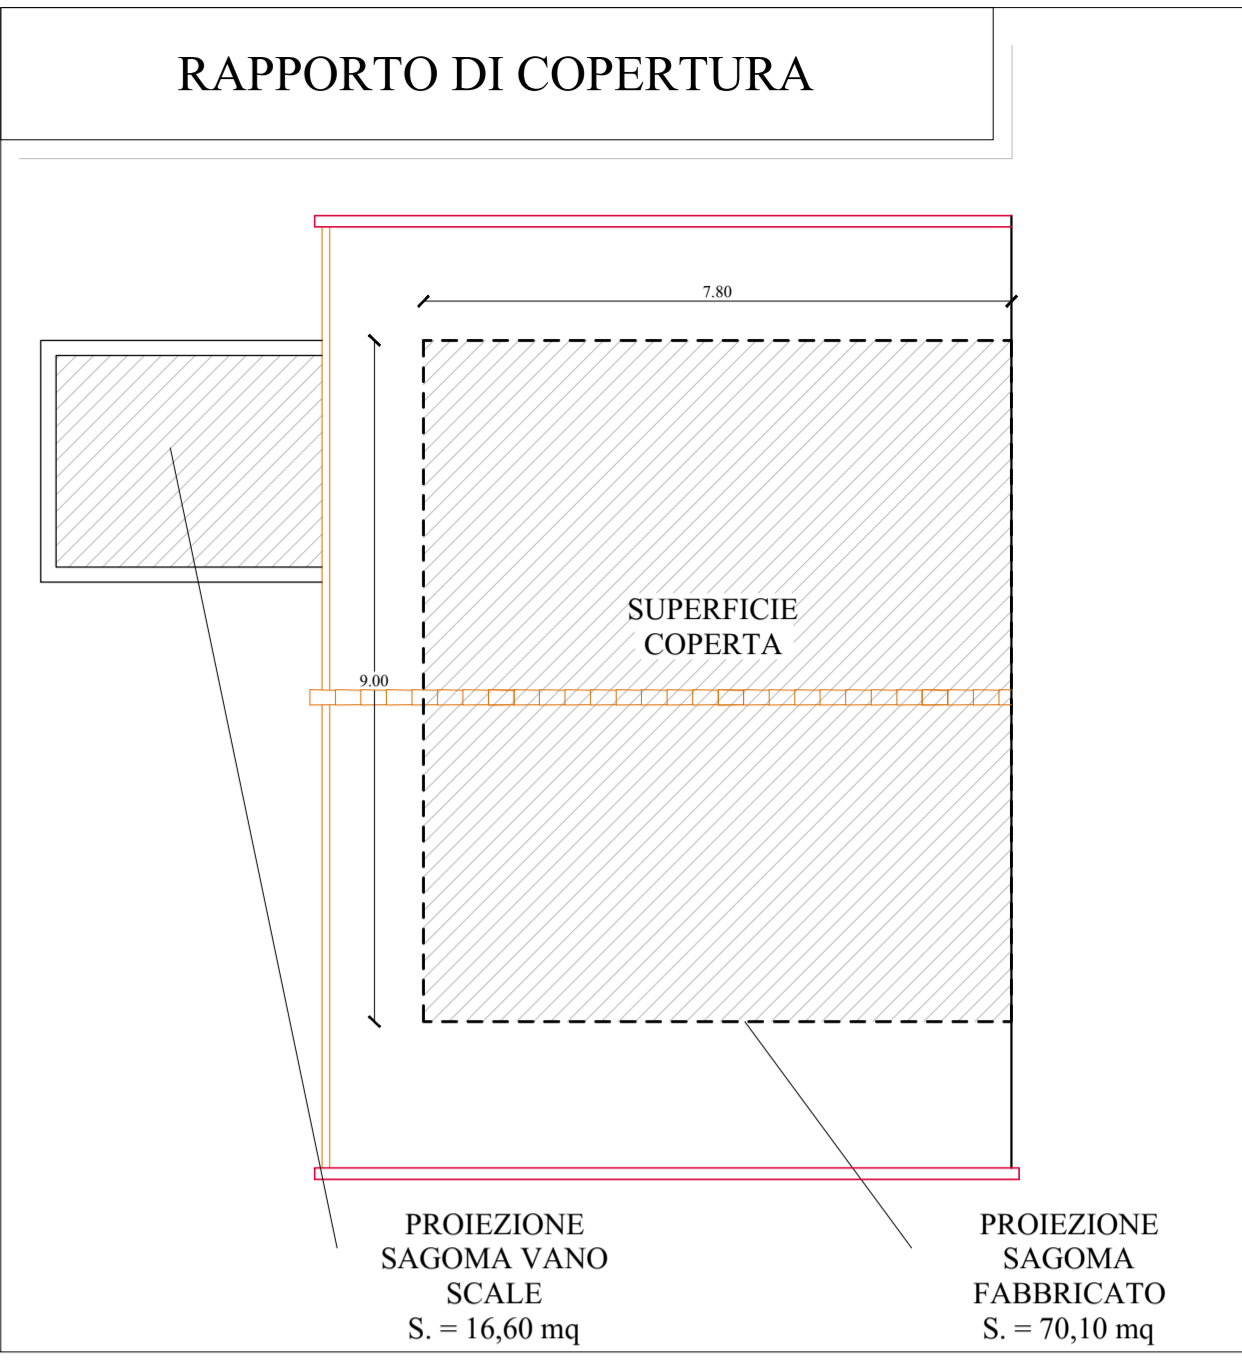 RAPPORTO DI COPERTURA
7.80
SUPERFICIE
COPERTA
9.00
PROIEZIONE
SAGOMA VANO
SCALE
S. = 16,60 mq
PROIEZIONE
SAGOMA
FABBRICATO
S. = 70,10 mq